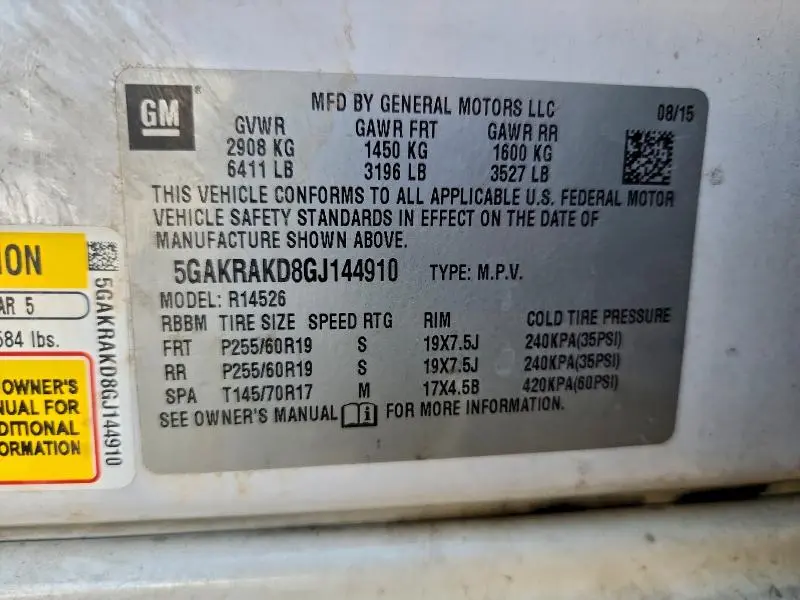 GM
MFD BY GENERAL MOTORS LLC 08/15
GVWR GAWR FRT GAWR RR
2908 KG 1450 KG 1600 KG
6411 LB 3196 LB 3527 LB
THIS VEHICLE CONFORMS TO ALL APPLICABLE U.S. FEDERAL MOTOR
VEHICLE SAFETY STANDARDS IN EFFECT ON THE DATE OF
MANUFACTURE SHOWN ABOVE.
5GAKRAKD8GJ144910 TYPE: M.P.V.
MODEL: R14526
RBBM TIRE SIZE SPEED RTG RIM COLD TIRE PRESSURE
FRT P255/60R19 S 19X7.5J 240KPA(35PSI)
RR P255/60R19 S 19X7.5J 240KPA(35PSI)
SPA T145/70R17 M 17X4.5B 420KPA(60PSI)
SEE OWNER'S MANUAL i FOR MORE INFORMATION.
ION
AR 5
584 lbs.
OWNER'S
NUAL FOR
DITIONAL
ORMATION
5GAKRAKD8GJ144910